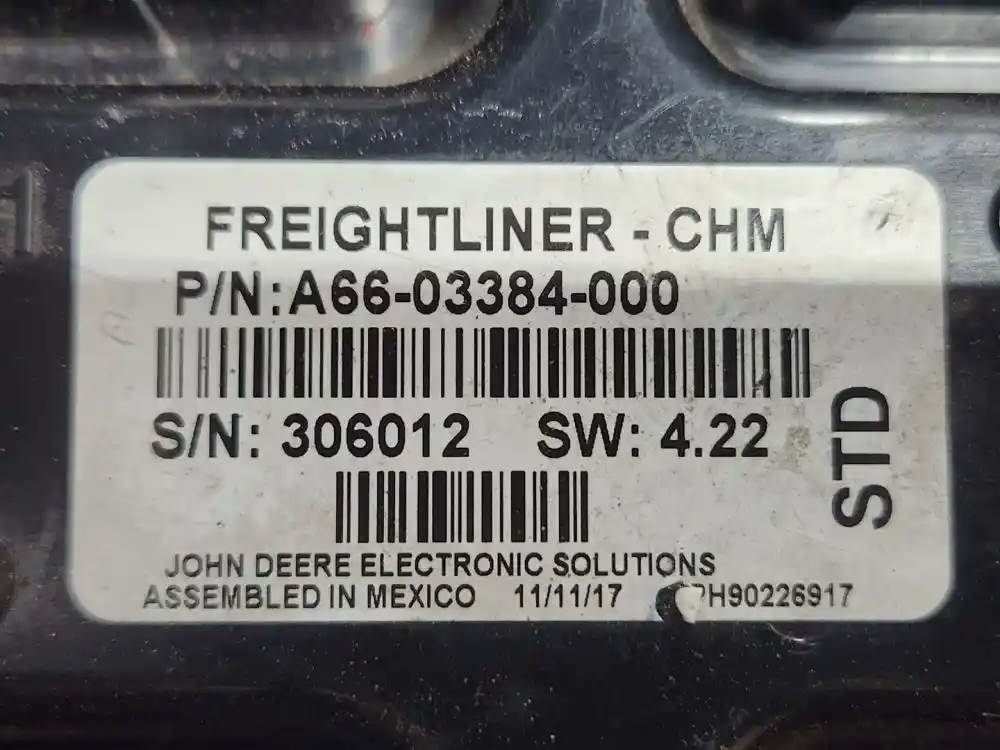 FREIGHTLINER - CHM
P/N:A66-03384-000
S/N: 306012 SW: 4.22
STD
JOHN DEERE ELECTRONIC SOLUTIONS
ASSEMBLED IN MEXICO 11/11/17